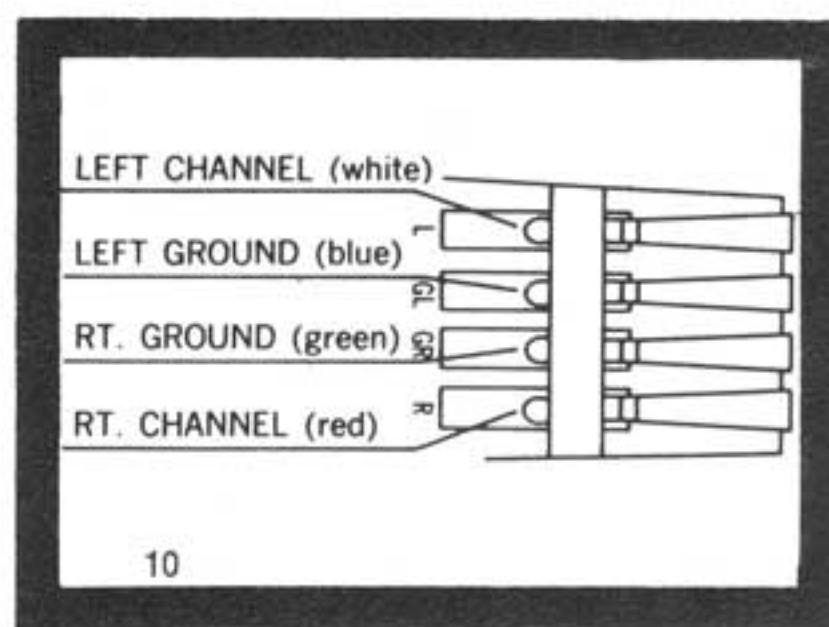 LEFT CHANNEL (white)
L
LEFT GROUND (blue)
GL
RT. GROUND (green)
GR
R
RT. CHANNEL (red)
10